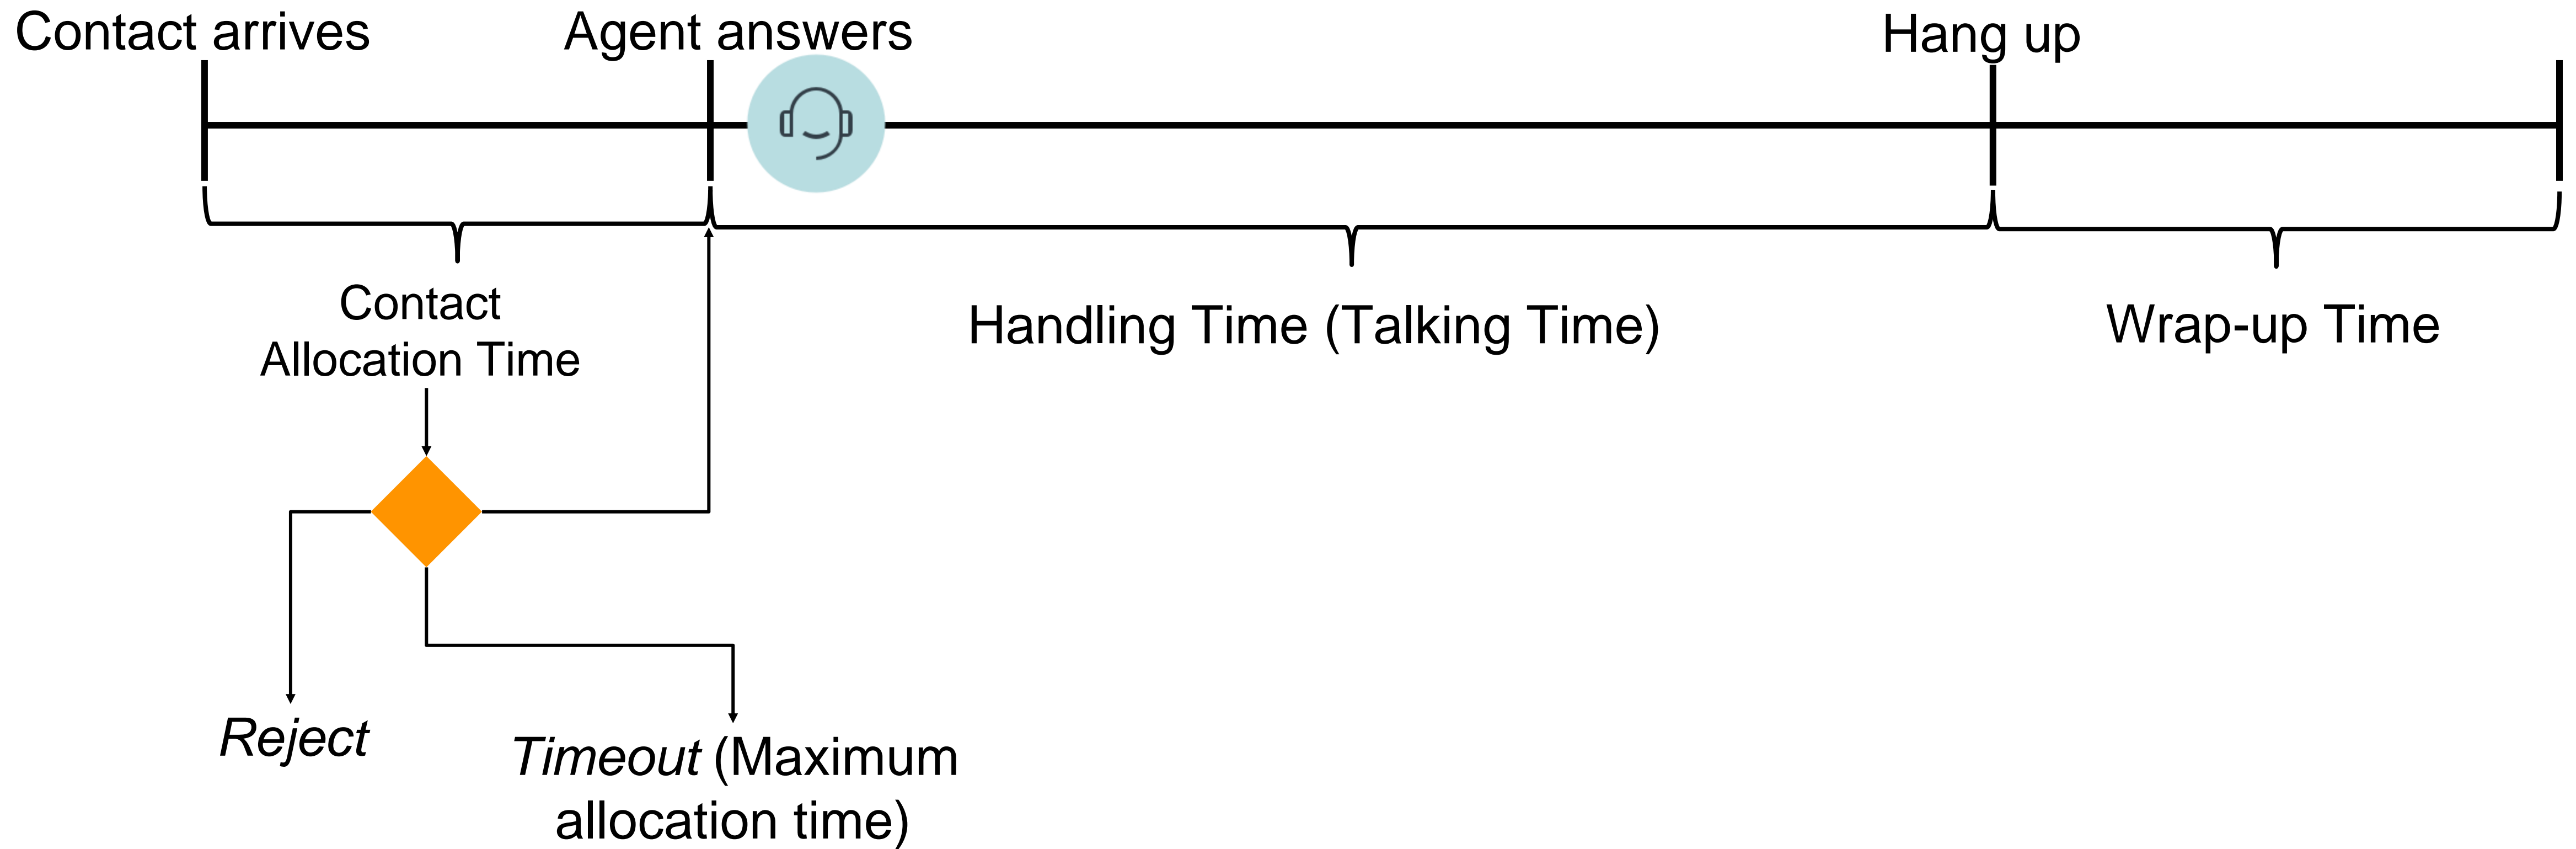 Contact arrives
Agent answers
Hang up
Contact
Allocation Time
Handling Time (Talking Time)
Wrap-up Time
Reject
Timeout (Maximum
allocation time)